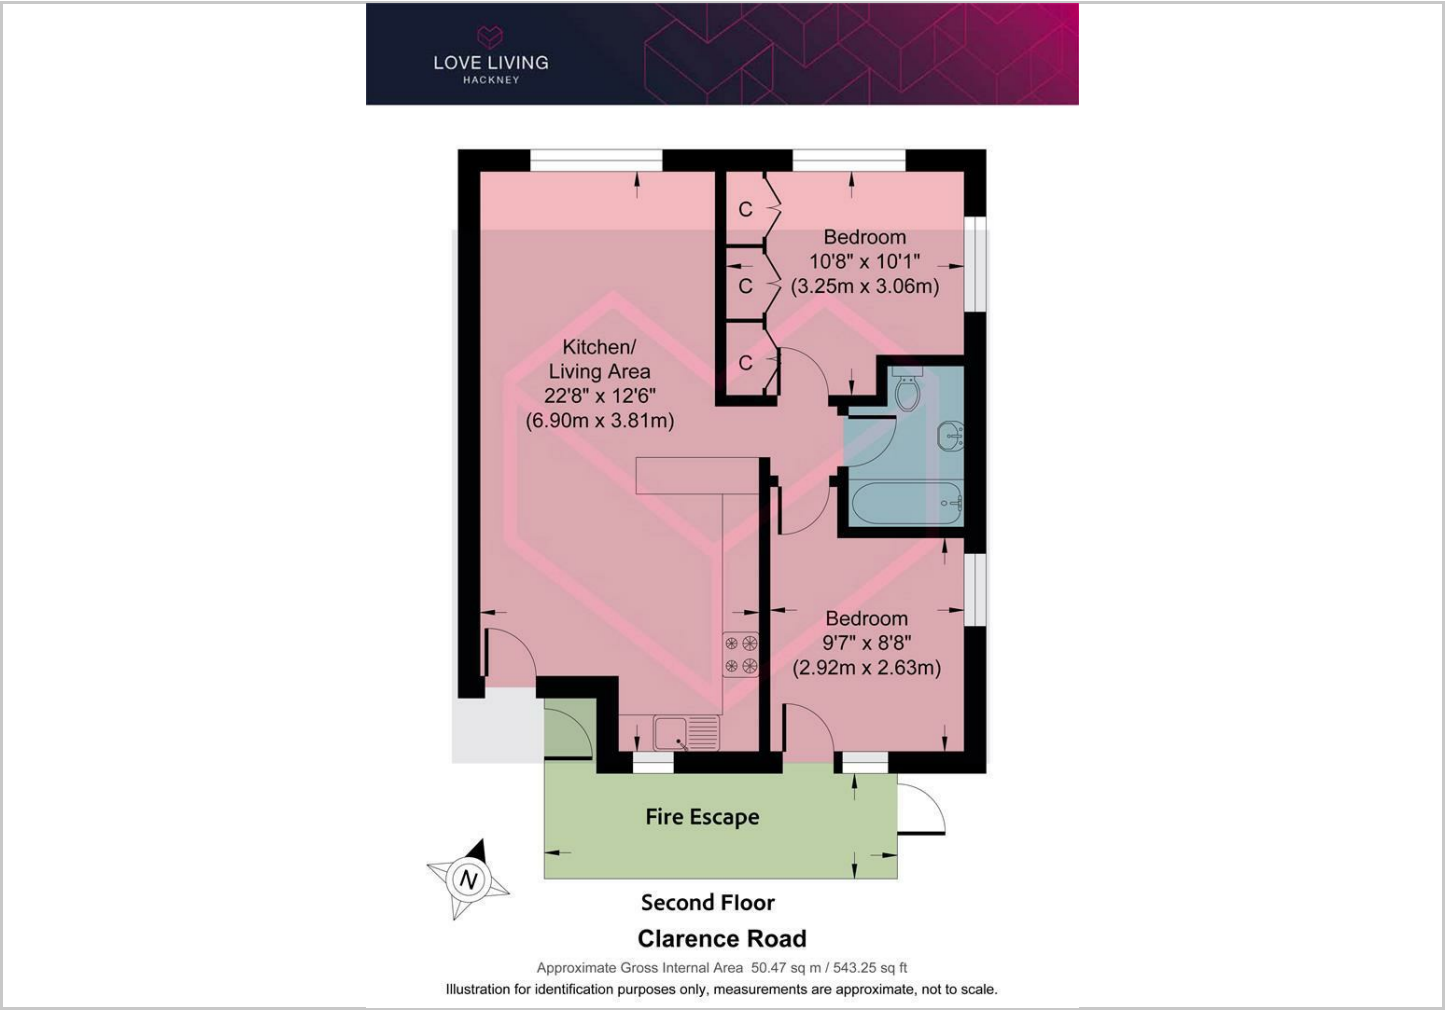 LOVE LIVING
HACKNEY
C
Bedroom
10'8" x 10'1"
(3.25m x 3.06m)
C
Kitchen/
Living Area
22'8" x 12'6"
(6.90m x 3.81m)
C
Bedroom
9'7" x 8'8"
(2.92m x 2.63m)
Fire Escape
N
Second Floor
Clarence Road
Approximate Gross Internal Area 50.47 sq m / 543.25 sq ft
Illustration for identification purposes only, measurements are approximate, not to scale.